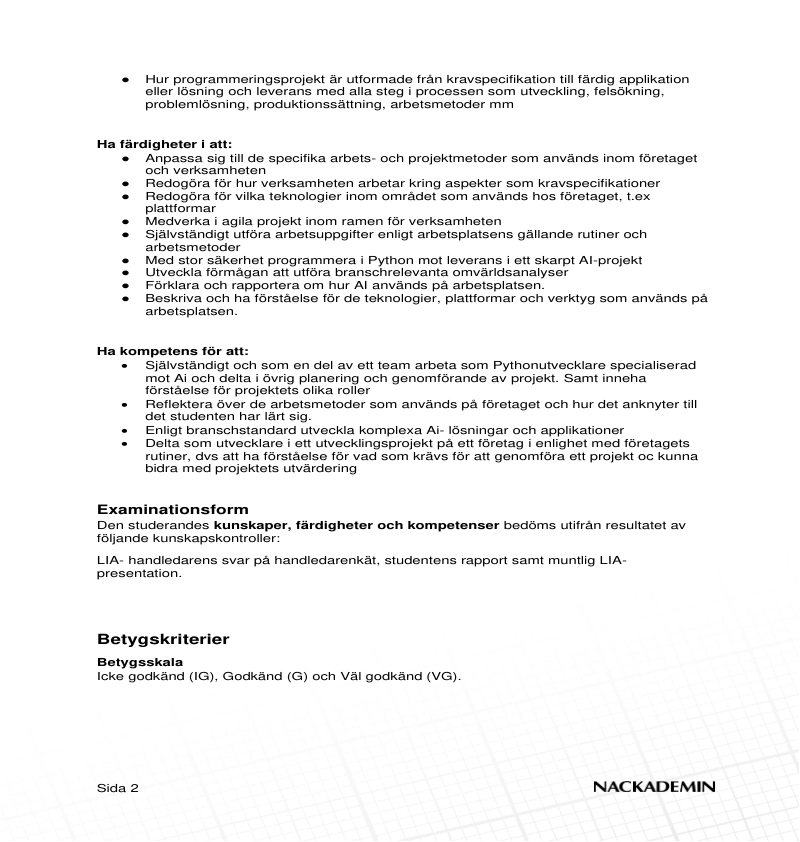 ● Hur programmeringsprojekt är utformade från kravspecifikation till färdig applikation
eller lösning och leverans med alla steg i processen som utveckling, felsökning,
problemlösning, produktionssättning, arbetsmetoder mm
Ha färdigheter i att:
● Anpassa sig till de specifika arbets- och projektmetoder som används inom företaget
och verksamheten
● Redogöra för hur verksamheten arbetar kring aspekter som kravspecifikationer
● Redogöra för vilka teknologier inom området som används hos företaget, t.ex
plattformar
● Medverka i agila projekt inom ramen för verksamheten
● Självständigt utföra arbetsuppgifter enligt arbetsplatsens gällande rutiner och
arbetsmetoder
● Med stor säkerhet programmera i Python mot leverans i ett skarpt AI-projekt
● Utveckla förmågan att utföra branschrelevanta omvärldsanalyser
● Förklara och rapportera om hur AI används på arbetsplatsen.
● Beskriva och ha förståelse för de teknologier, plattformar och verktyg som används på
arbetsplatsen.
Ha kompetens för att:
● Självständigt och som en del av ett team arbeta som Pythonutvecklare specialiserad
mot Ai och delta i övrig planering och genomförande av projekt. Samt inneha
förståelse för projektets olika roller
● Reflektera över de arbetsmetoder som används på företaget och hur det anknyter till
det studenten har lärt sig.
● Enligt branschstandard utveckla komplexa Ai- lösningar och applikationer
● Delta som utvecklare i ett utvecklingsprojekt på ett företag i enlighet med företagets
rutiner, dvs att ha förståelse för vad som krävs för att genomföra ett projekt oc kunna
bidra med projektets utvärdering
Examinationsform
Den studerandes kunskaper, färdigheter och kompetenser bedöms utifrån resultatet av
följande kunskapskontroller:
LIA- handledarens svar på handledarenkät, studentens rapport samt muntlig LIA-
presentation.
Betygskriterier
Betygsskala
Icke godkänd (IG), Godkänd (G) och Väl godkänd (VG).
Sida 2
NACKADEMIN